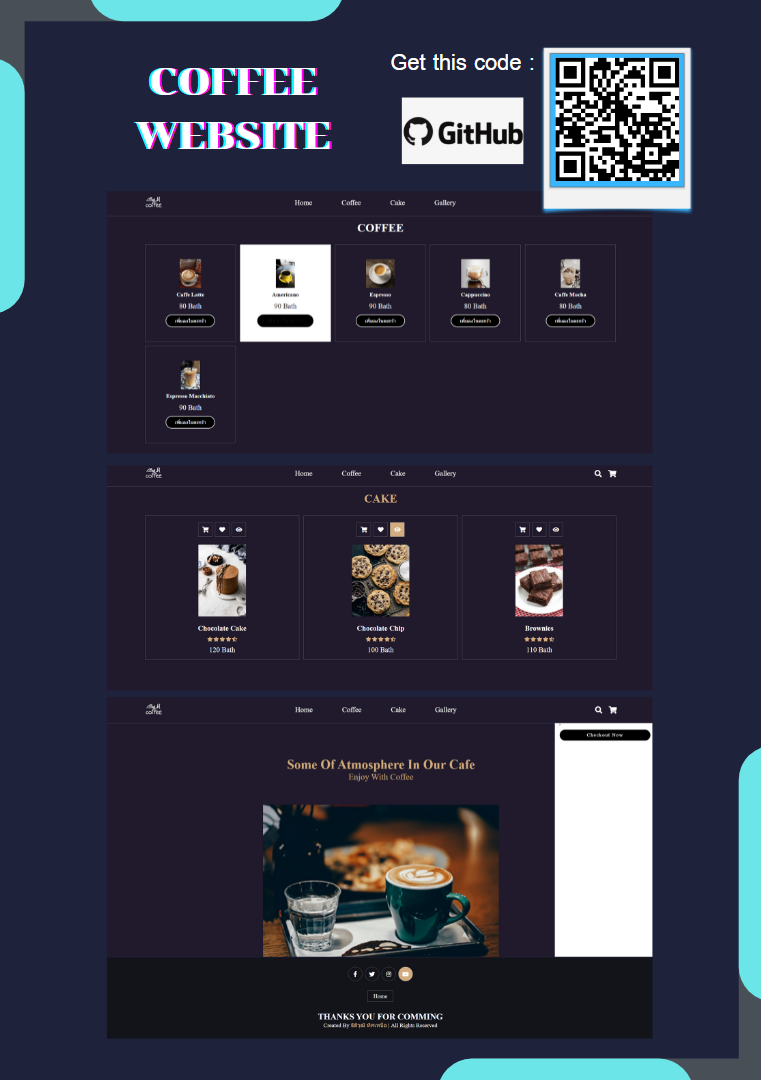 COFFEE
WEBSITE
Get this code :
GitHub
COFFEE
Home Coffee Cake Gallery
COFFEE
Caffe Latte
80 Bath
เพิ่มลงในตะกร้า
Americano
90 Bath
Espresso
90 Bath
เพิ่มลงในตะกร้า
Cappuccino
80 Bath
เพิ่มลงในตะกร้า
Caffe Mocha
80 Bath
เพิ่มลงในตะกร้า
Espresso Macchiato
90 Bath
เพิ่มลงในตะกร้า
COFFEE
Home Coffee Cake Gallery
CAKE
Chocolate Cake
120 Bath
Chocolate Chip
100 Bath
Brownies
110 Bath
COFFEE
Home Coffee Cake Gallery
Checkout Now
Some Of Atmosphere In Our Cafe
Enjoy With Coffee
Home
THANKS YOU FOR COMMING
Created By | All Rights Reserved